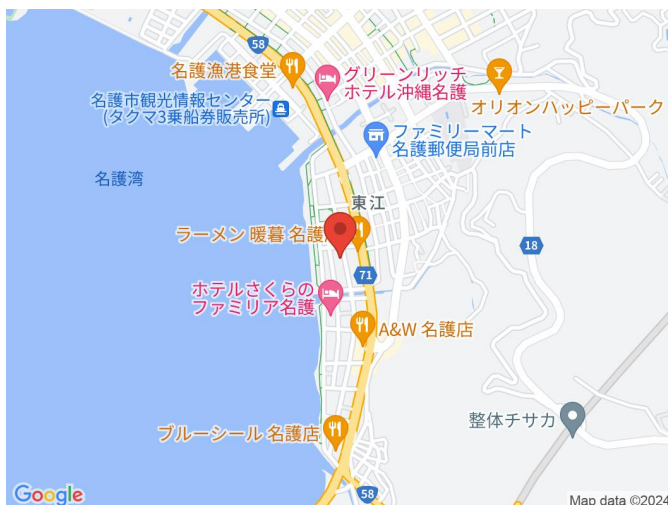 58
名護漁港食堂
グリーンリッチ
ホテル沖縄名護
オリオンハッピーパーク
名護市観光情報センター
(タクマ3乗船券販売所)
ファミリーマート
名護郵便局前店
名護湾
東江
ラーメン 暖暮 名護
18
71
ホテルさくらの
ファミリア名護
A&W 名護店
整体チサカ
ブルーシール 名護店
58
Google
Map data ©2024